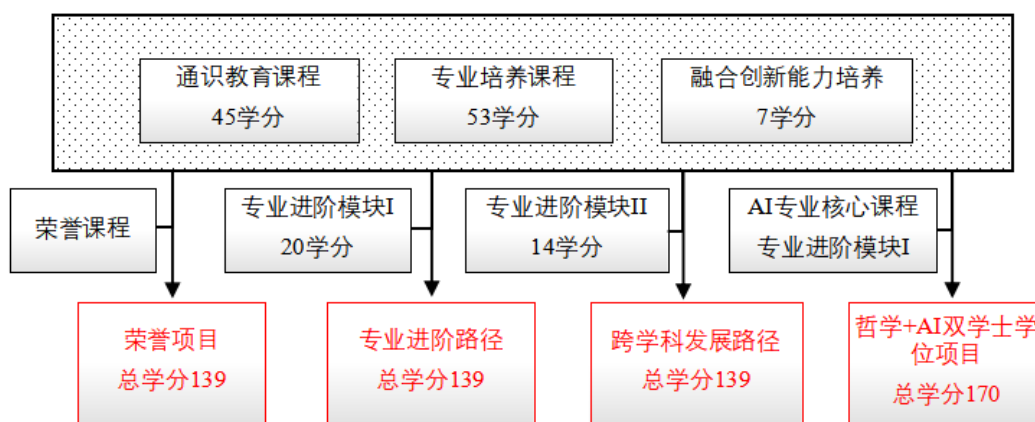 通识教育课程
45学分
专业培养课程
53学分
融合创新能力培养
7学分
荣誉课程
专业进阶模块I
20学分
专业进阶模块II
14学分
AI专业核心课程
专业进阶模块I
荣誉项目
总学分139
专业进阶路径
总学分139
跨学科发展路径
总学分139
哲学+AI双学士学
位项目
总学分170